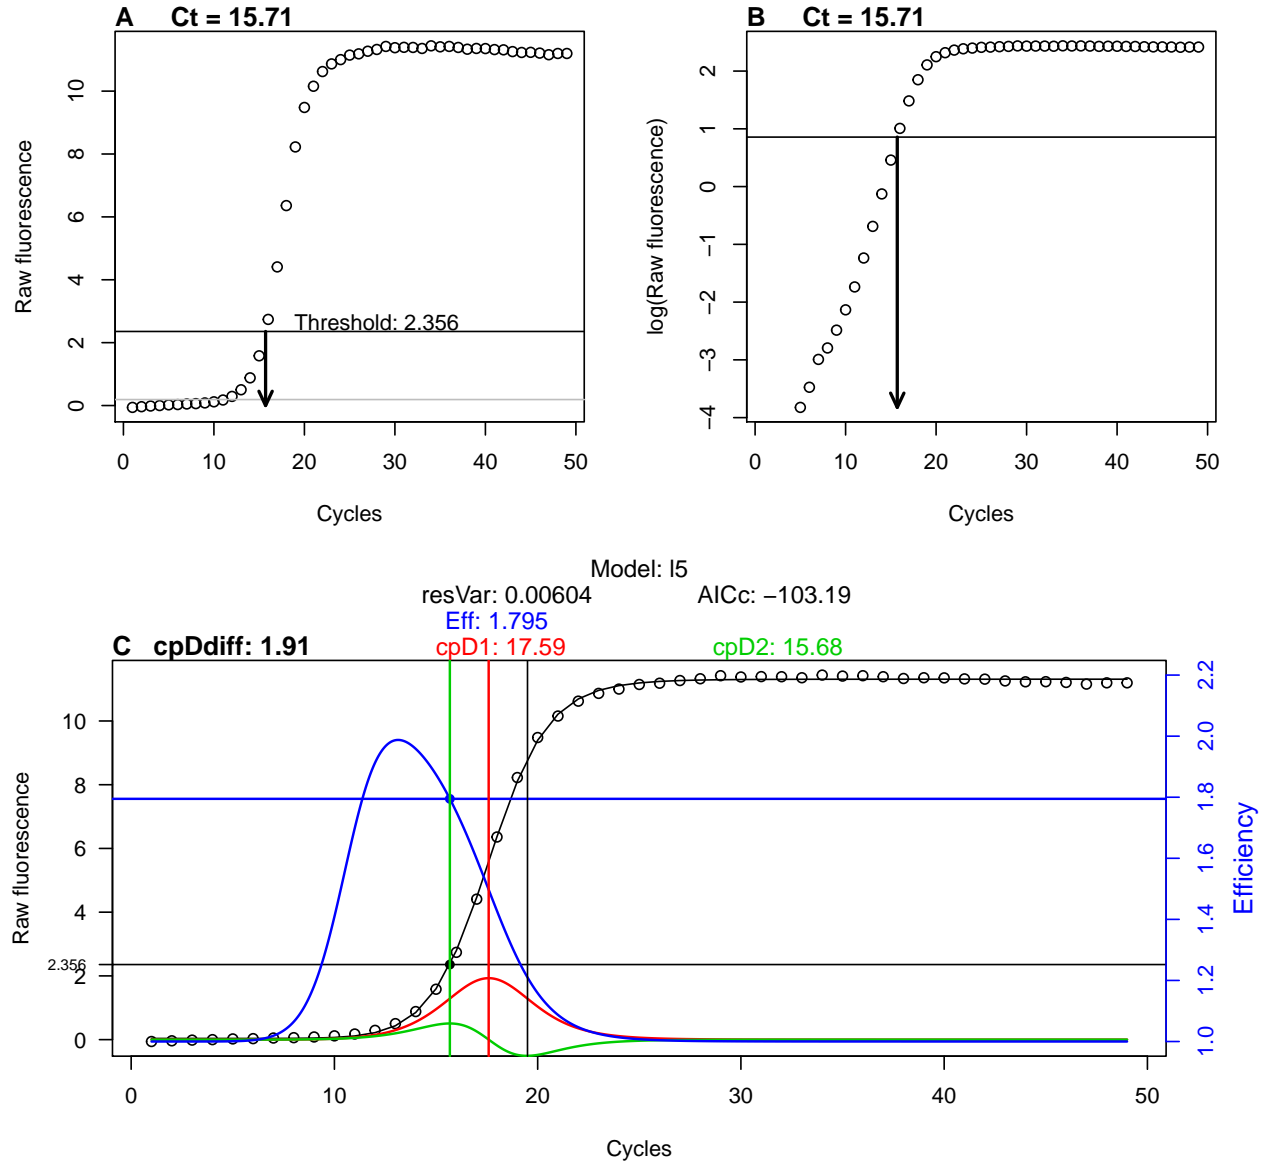 A Ct = 15.71
Raw fluorescence
0 2 4 6 8 10
Threshold: 2.356
0 10 20 30 40 50
Cycles
B Ct = 15.71
log(Raw fluorescence)
−4 −3 −2 −1 0 1 2
0 10 20 30 40 50
Cycles
Model: l5
resVar: 0.00604 AICc: −103.19
Eff: 1.795
C cpDdiff: 1.91 cpD1: 17.59 cpD2: 15.68
Raw fluorescence
0 2 4 6 8 10
2.356
1.0 1.2 1.4 1.6 1.8 2.0 2.2
Efficiency
0 10 20 30 40 50
Cycles